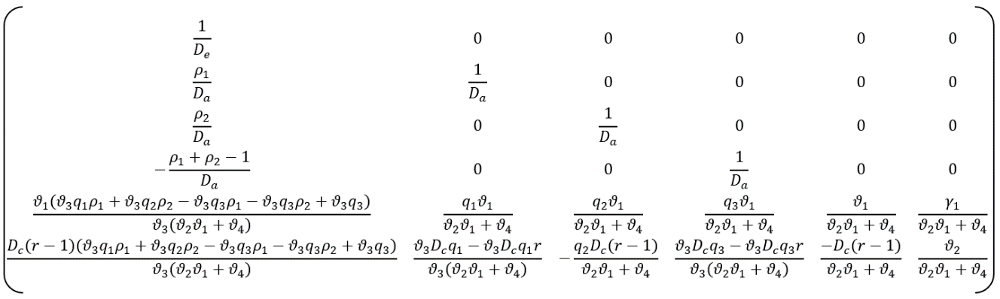 1/D_e 0 0 0 0 0
ρ_1/D_a 1/D_a 0 0 0 0
ρ_2/D_a 0 1/D_a 0 0 0
−(ρ_1 + ρ_2 − 1)/D_a 0 0 1/D_a 0 0
ϑ_1(ϑ_3q_1ρ_1 + ϑ_3q_2ρ_2 − ϑ_3q_3ρ_1 − ϑ_3q_3ρ_2 + ϑ_3q_3)/(ϑ_3(ϑ_2ϑ_1 + ϑ_4)) q_1ϑ_1/(ϑ_2ϑ_1 + ϑ_4) q_2ϑ_1/(ϑ_2ϑ_1 + ϑ_4) q_3ϑ_1/(ϑ_2ϑ_1 + ϑ_4) ϑ_1/(ϑ_2ϑ_1 + ϑ_4) γ_1/(ϑ_2ϑ_1 + ϑ_4)
D_c(r − 1)(ϑ_3q_1ρ_1 + ϑ_3q_2ρ_2 − ϑ_3q_3ρ_1 − ϑ_3q_3ρ_2 + ϑ_3q_3)/(ϑ_3(ϑ_2ϑ_1 + ϑ_4)) (ϑ_3D_cq_1 − ϑ_3D_cq_1r)/(ϑ_3(ϑ_2ϑ_1 + ϑ_4)) −q_2D_c(r − 1)/(ϑ_2ϑ_1 + ϑ_4) (ϑ_3D_cq_3 − ϑ_3D_cq_3r)/(ϑ_3(ϑ_2ϑ_1 + ϑ_4)) −D_c(r − 1)/(ϑ_2ϑ_1 + ϑ_4) ϑ_2/(ϑ_2ϑ_1 + ϑ_4)